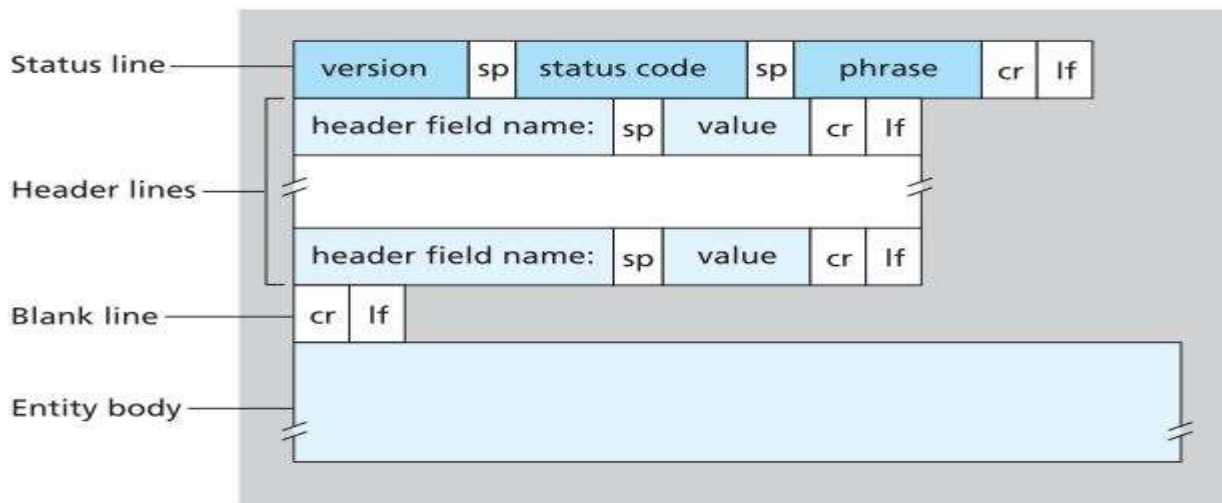 Status line version sp status code sp phrase cr lf
header field name: sp value cr lf
Header lines
header field name: sp value cr lf
Blank line cr lf
Entity body